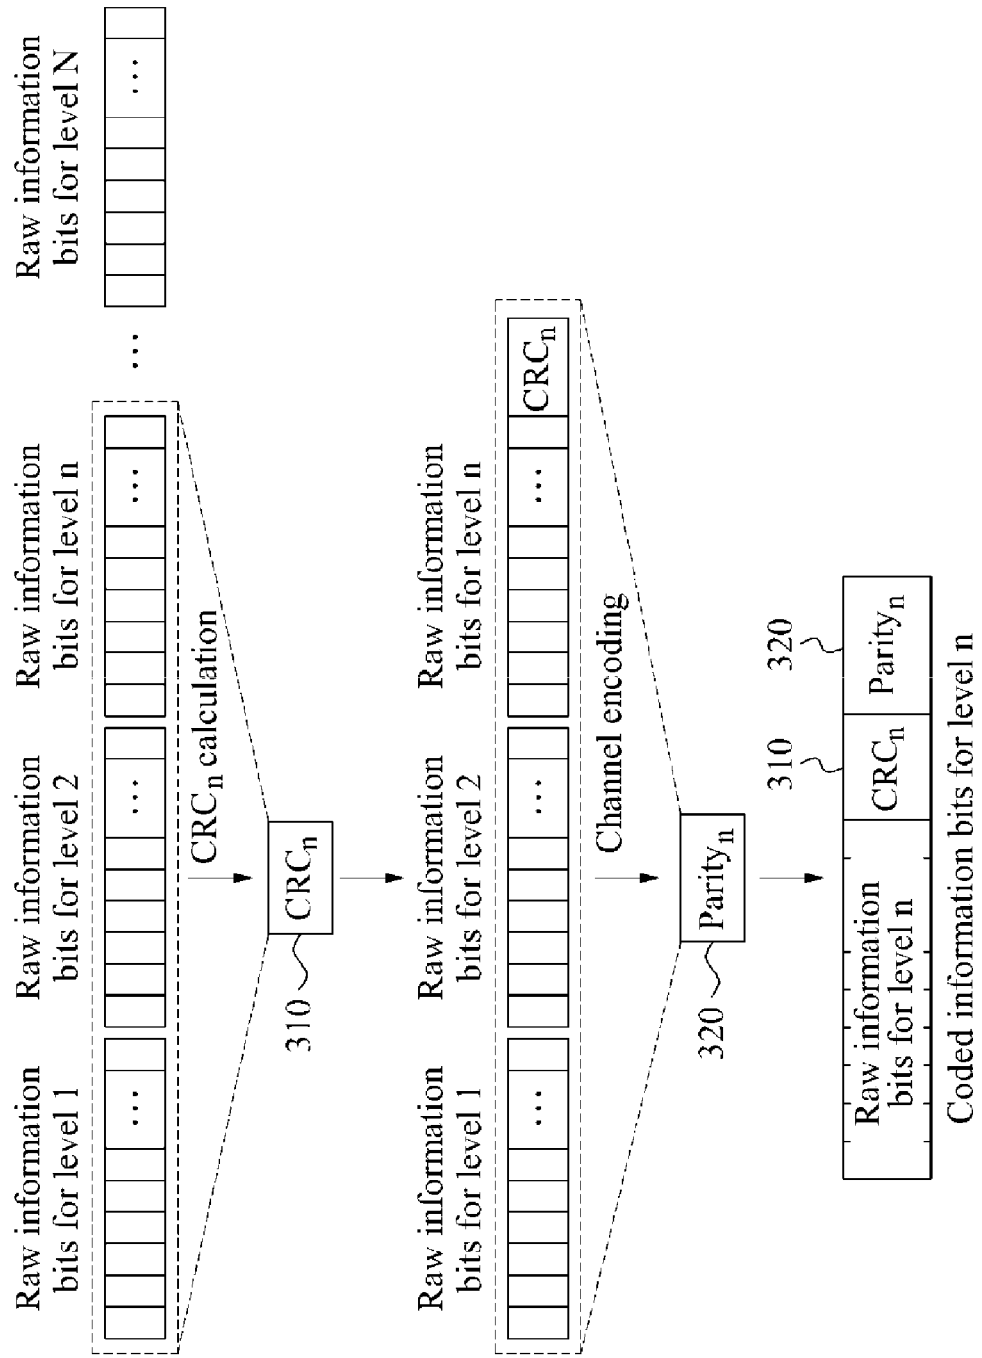 Raw information
bits for level 1
Raw information
bits for level 2
Raw information
bits for level n
Raw information
bits for level N
...
...
...
...
...
CRCn calculation
310
CRCn
Raw information
bits for level 1
Raw information
bits for level 2
Raw information
bits for level n
...
...
...
CRCn
Channel encoding
320
Parityn
310
320
Raw information
bits for level n
CRCn
Parityn
Coded information bits for level n